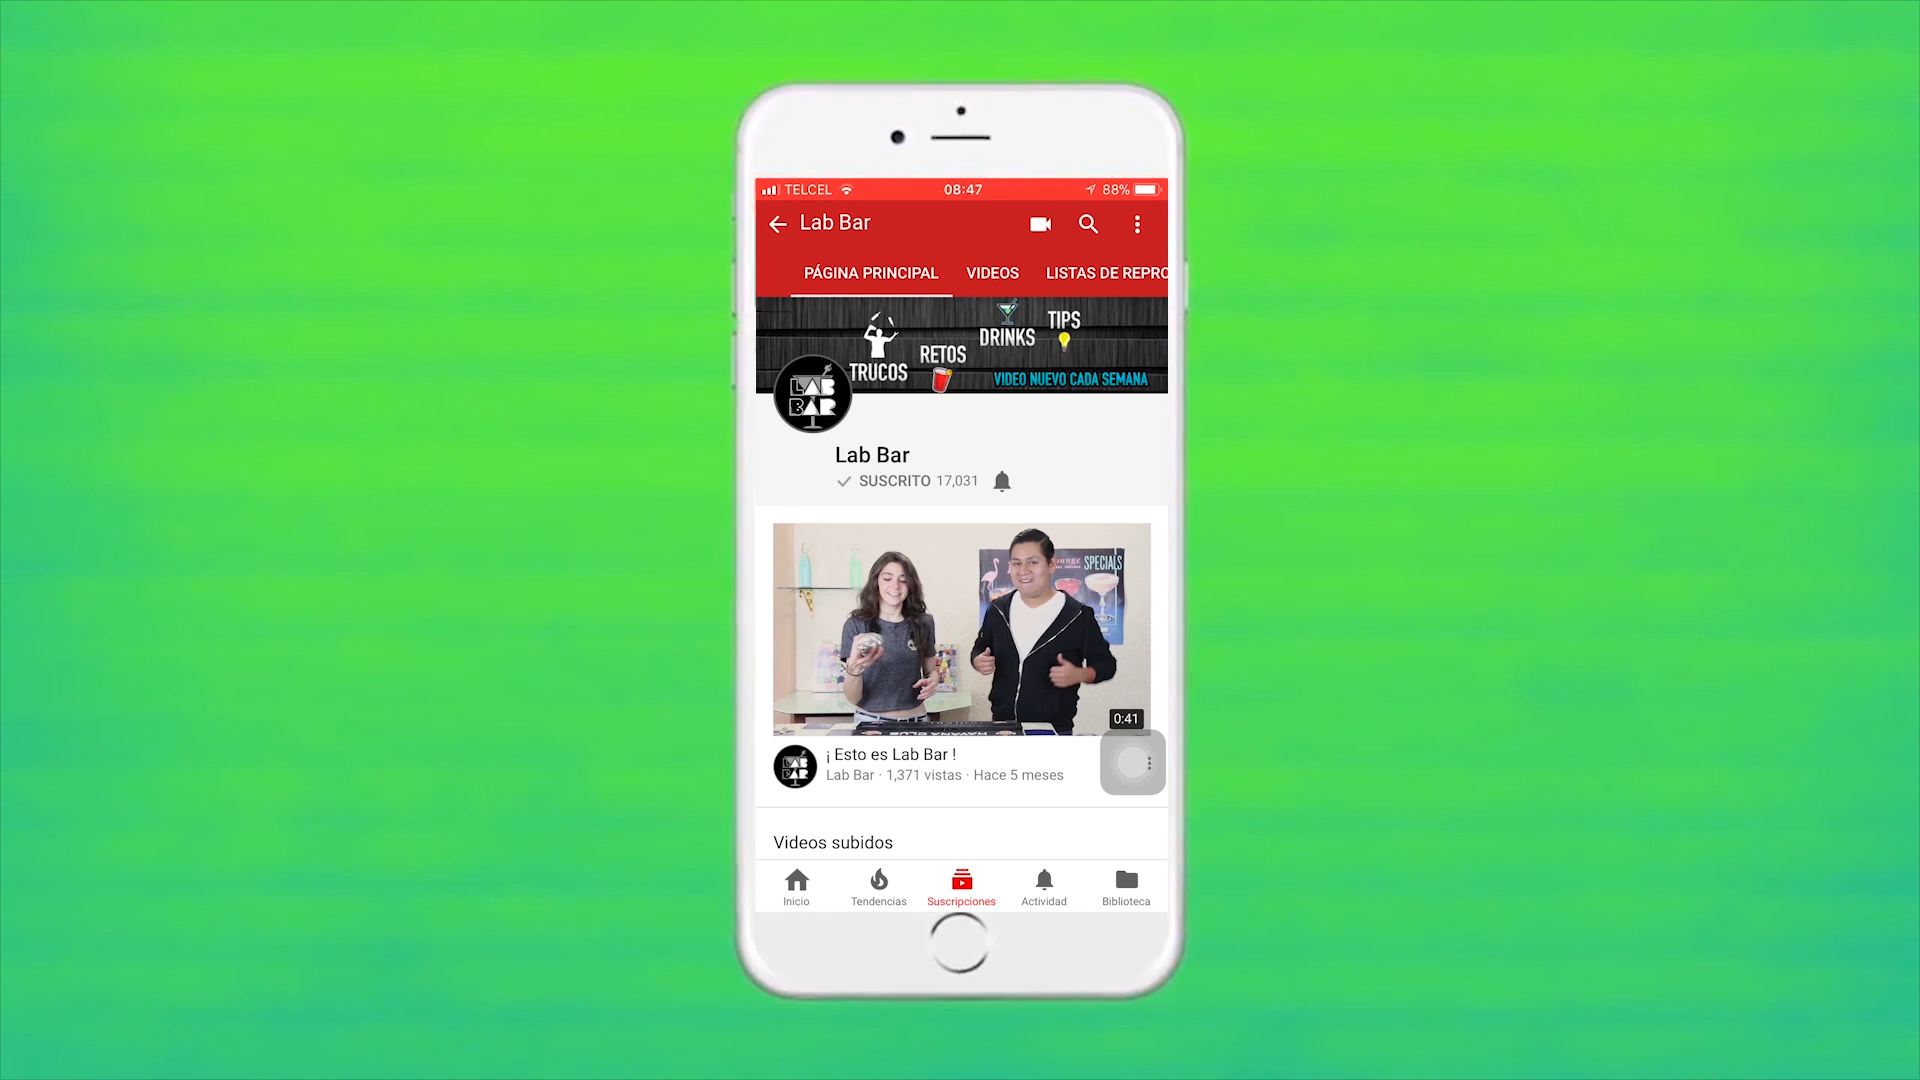 TELCEL 08:47 88%
Lab Bar
PÁGINA PRINCIPAL VIDEOS LISTAS DE REPRO
TRUCOS RETOS DRINKS TIPS
VIDEO NUEVO CADA SEMANA
LAB
BAR
Lab Bar
SUSCRITO 17,031
SPECIALS
0:41
LAB
BAR
¡ Esto es Lab Bar !
Lab Bar · 1,371 vistas · Hace 5 meses
Videos subidos
Inicio Tendencias Suscripciones Actividad Biblioteca